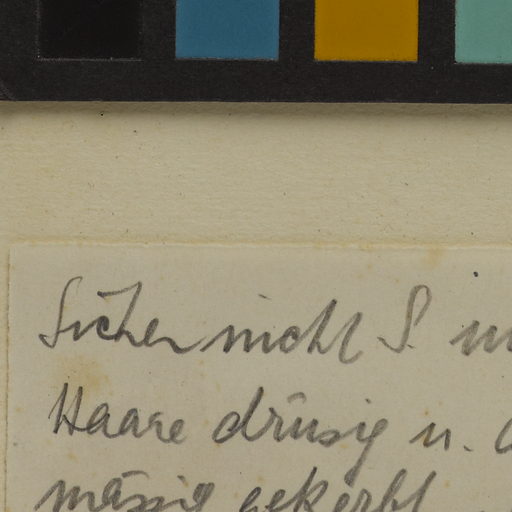 Sicher nicht S.
Haare drüsig u.
mässig gekerbt